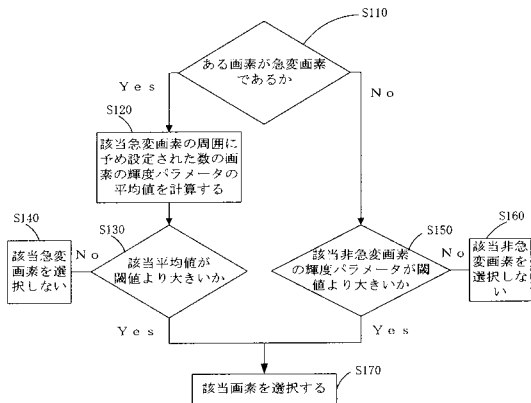 S110
ある画素が急変画素
であるか
Yes
No
S120
該当急変画素の周囲に
予め設定された数の画
素の輝度パラメータの
平均値を計算する
S140
S130
S150
S160
該当急変
画素を選
択しない
No
該当平均値が
閾値より大きいか
該当非急変画素
の輝度パラメータが閾
値より大きいか
No
該当非急
変画素を
選択しな
い
Yes
Yes
S170
該当画素を選択する